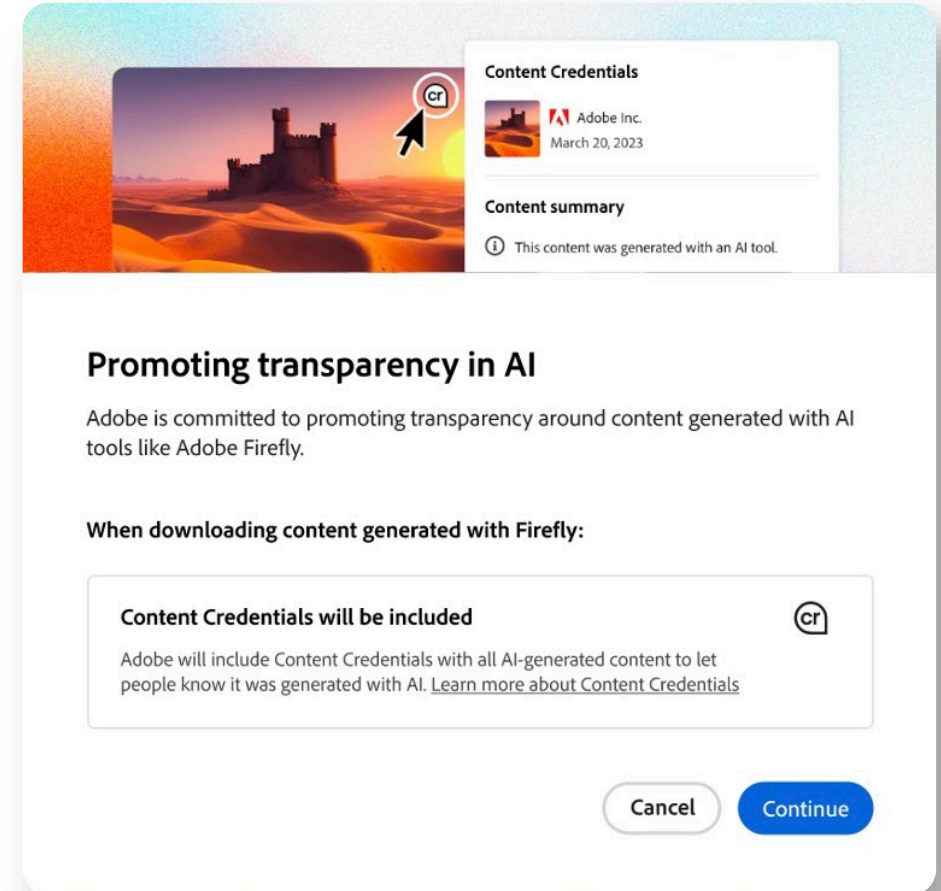 cr
Content Credentials
Adobe Inc.
March 20, 2023
Content summary
This content was generated with an AI tool.
Promoting transparency in AI
Adobe is committed to promoting transparency around content generated with AI
tools like Adobe Firefly.
When downloading content generated with Firefly:
Content Credentials will be included
cr
Adobe will include Content Credentials with all AI-generated content to let
people know it was generated with AI. Learn more about Content Credentials
Cancel
Continue